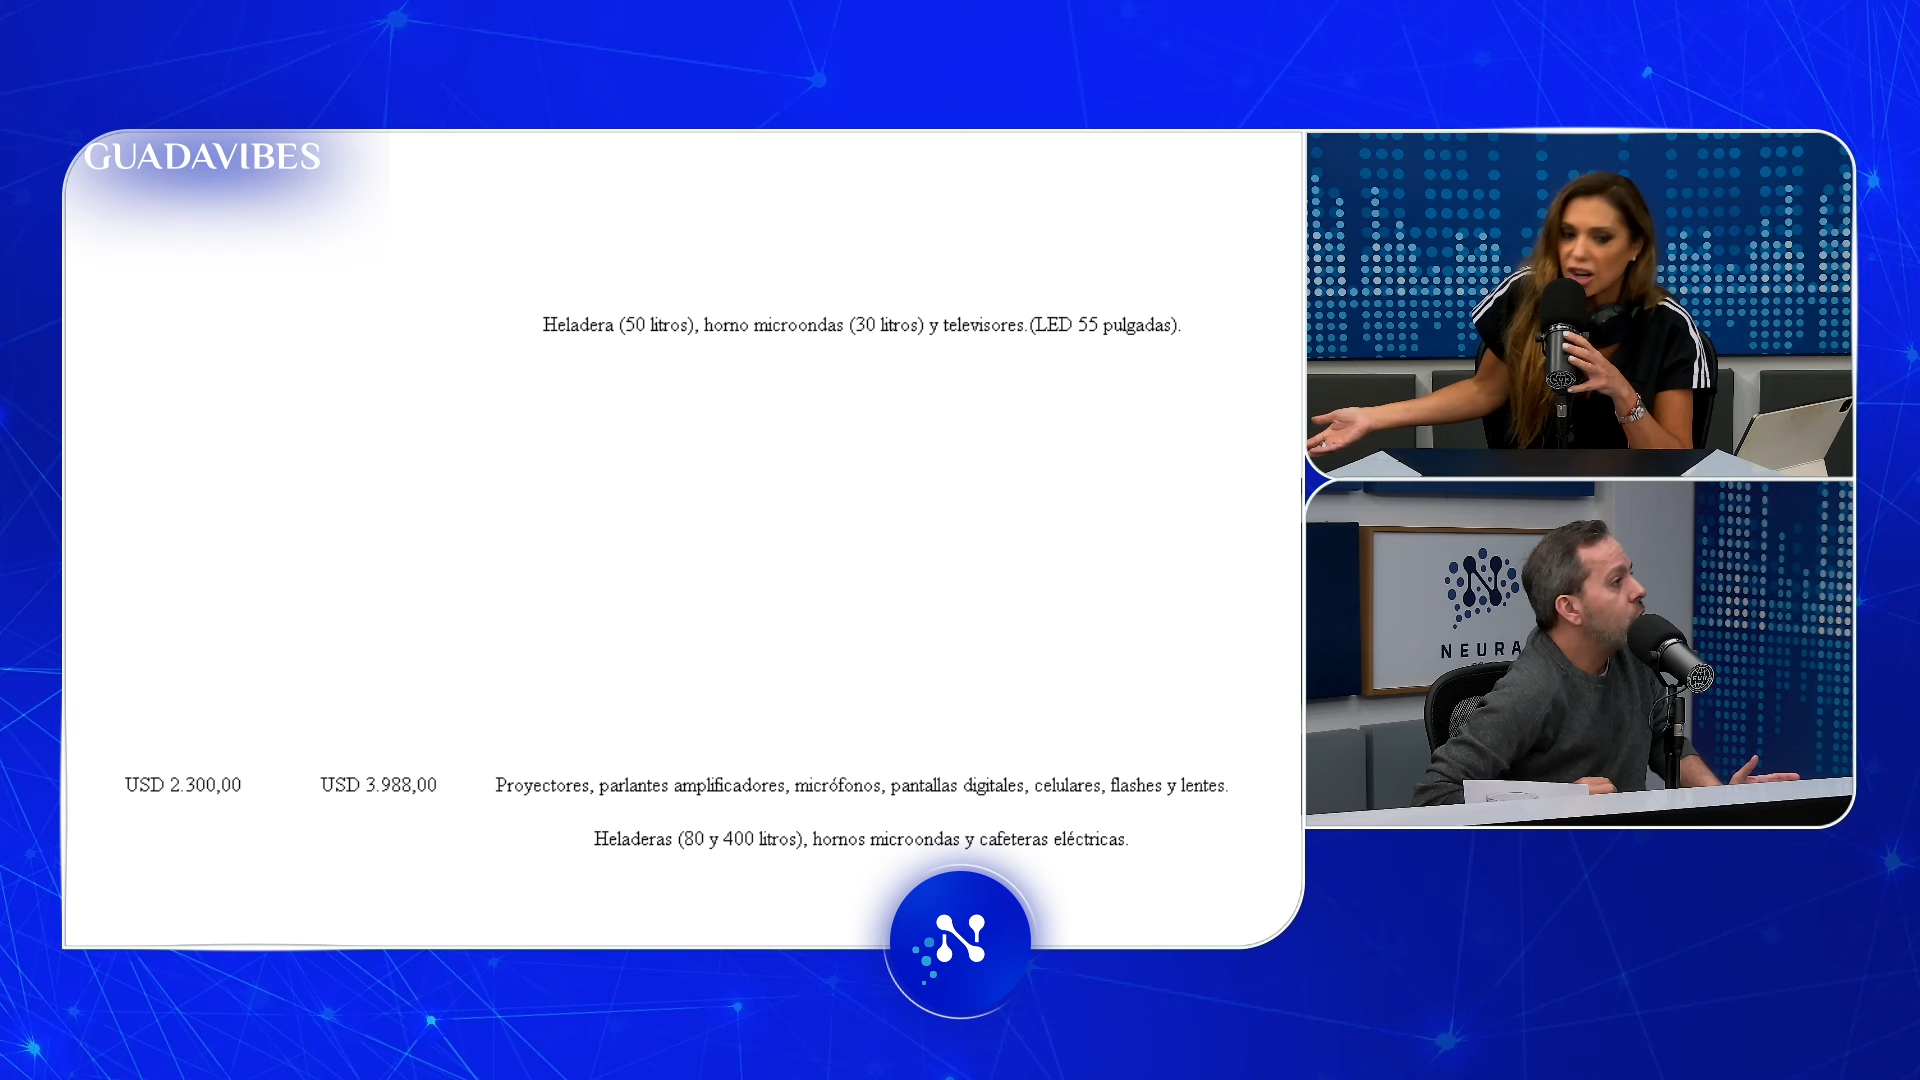 GUADAVIBES
Heladera (50 litros), horno microondas (30 litros) y televisores.(LED 55 pulgadas).
USD 2.300,00 USD 3.988,00 Proyectores, parlantes amplificadores, micrófonos, pantallas digitales, celulares, flashes y lentes.
Heladeras (80 y 400 litros), hornos microondas y cafeteras eléctricas.
N
NEURA